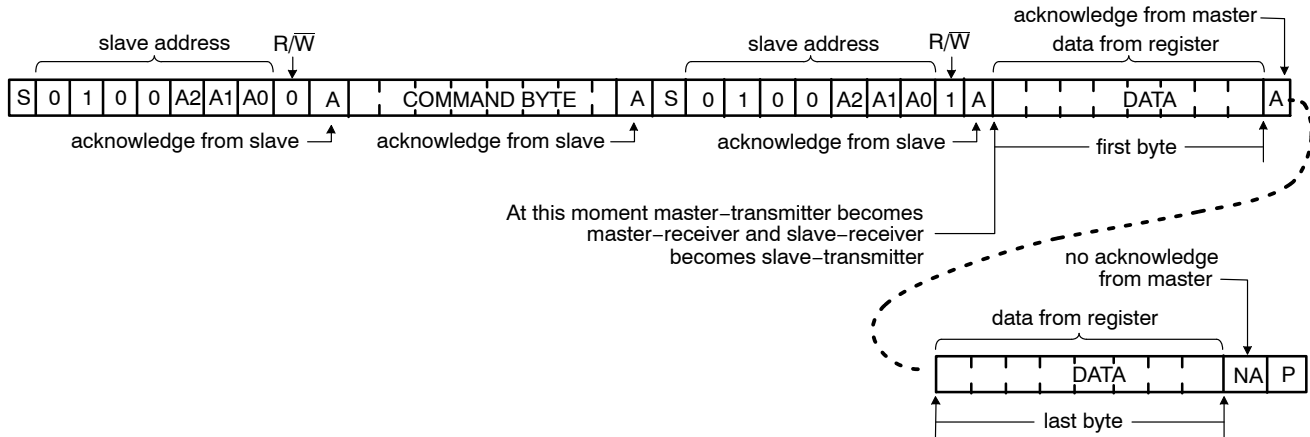 acknowledge from master
slave address R/W̅ slave address R/W̅ data from register
S 0 1 0 0 A2 A1 A0 0 A COMMAND BYTE A S 0 1 0 0 A2 A1 A0 1 A DATA A
acknowledge from slave acknowledge from slave acknowledge from slave first byte
At this moment master−transmitter becomes
master−receiver and slave−receiver
becomes slave−transmitter
no acknowledge
from master
data from register
DATA NA P
last byte